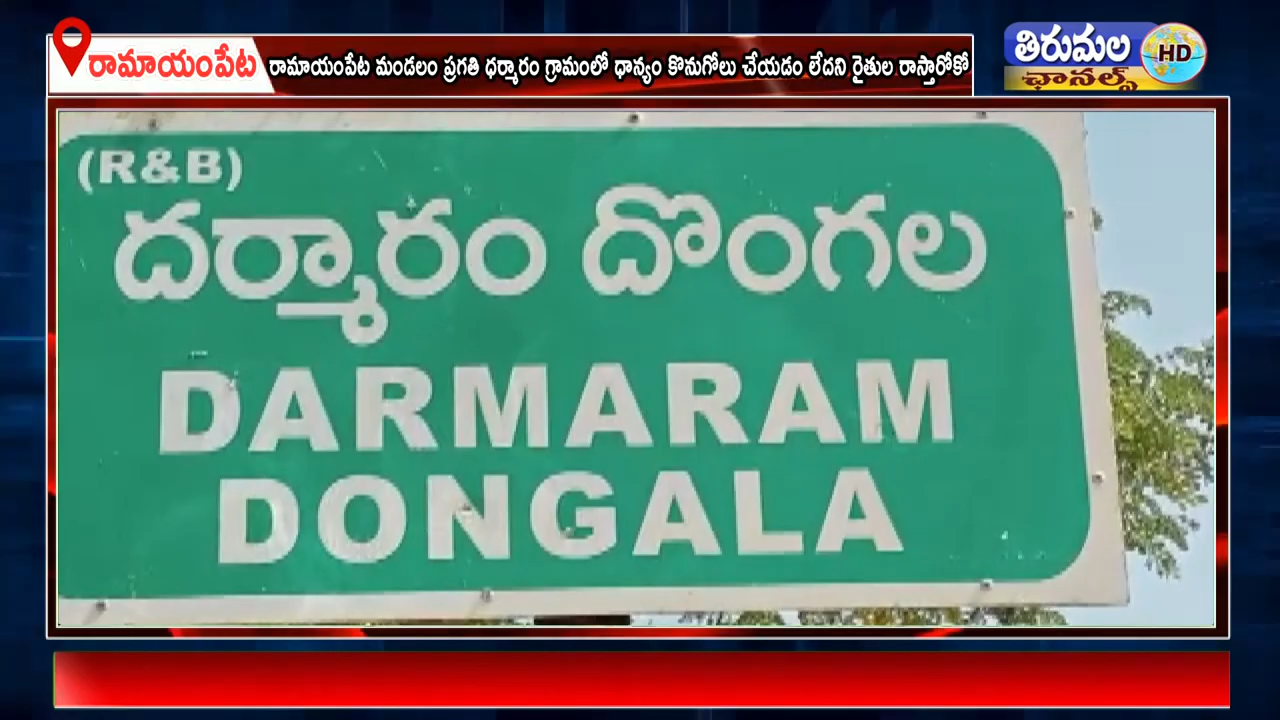 రామాయంపేట
రామాయంపేట మండలం ప్రగతి ధర్మారం గ్రామంలో ధాన్యం కొనుగోలు చేయడం లేదని రైతుల రాస్తారోకో
తిరుమల
ఛానల్స్
HD
(R&B)
దర్మారం దొంగల
DARMARAM
DONGALA